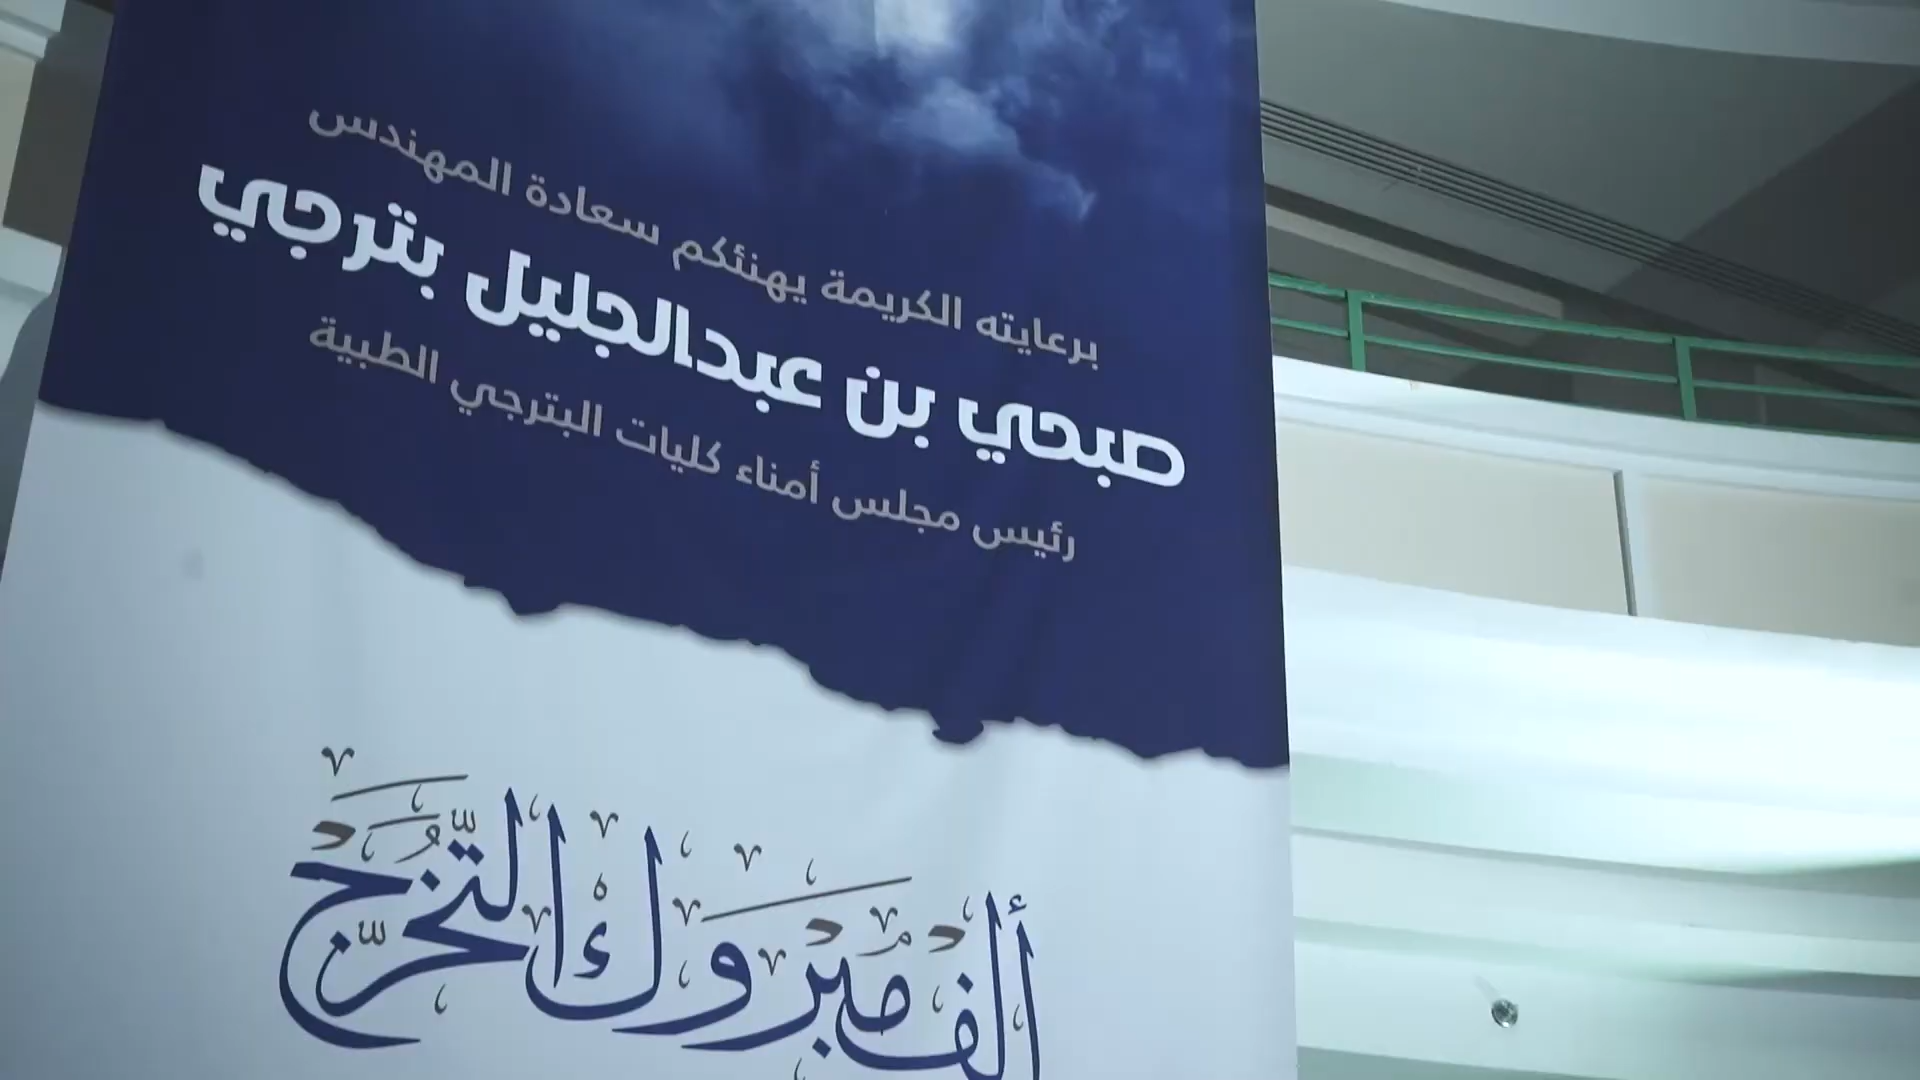 برعايته الكريمة يهنئكم سعادة المهندس
صبحي بن عبدالجليل بترجي
رئيس مجلس أمناء كليات البترجي الطبية
ألف مبروك التخرج